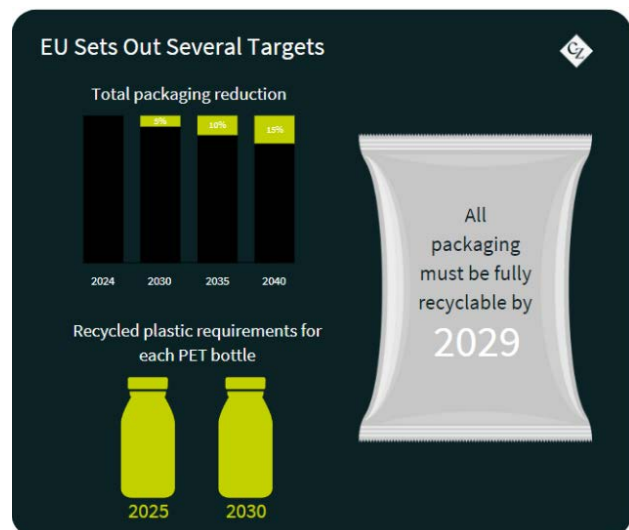 EU Sets Out Several Targets
CZ
Total packaging reduction
5%
10%
15%
2024
2030
2035
2040
All
packaging
must be fully
recyclable by
2029
Recycled plastic requirements for
each PET bottle
2025
2030